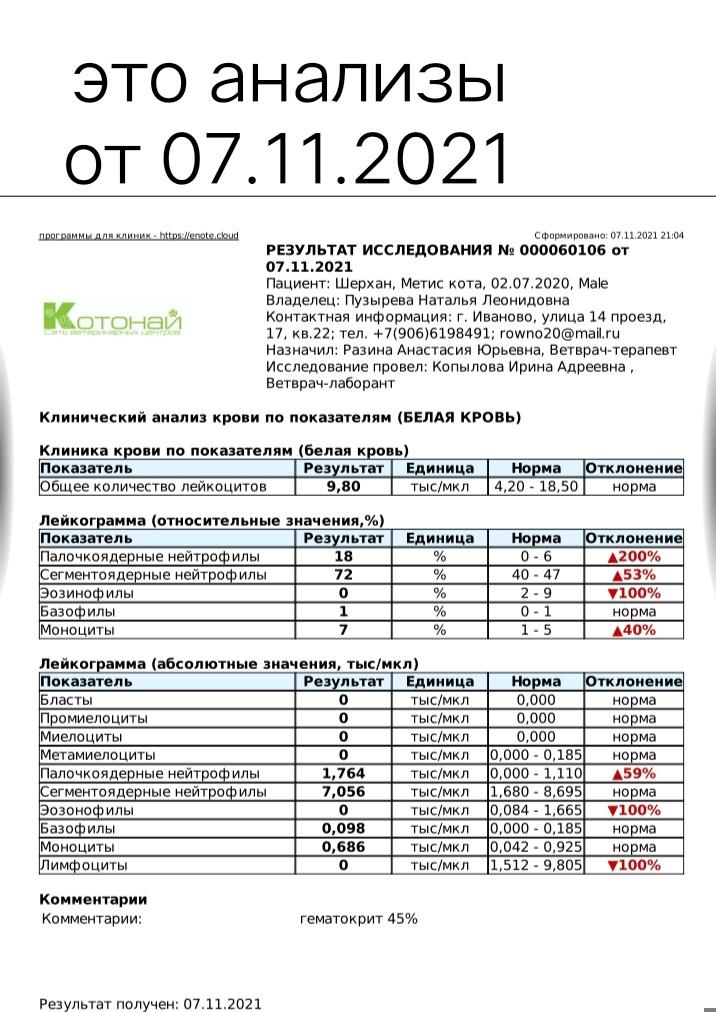 это анализы
от 07.11.2021
программы для клиник - https://enote.cloud
Сформировано: 07.11.2021 21:04
РЕЗУЛЬТАТ ИССЛЕДОВАНИЯ № 000060106 от
07.11.2021
Пациент: Шерхан, Метис кота, 02.07.2020, Male
Владелец: Пузырева Наталья Леонидовна
Контактная информация: г. Иваново, улица 14 проезд,
17, кв.22; тел. +7(906)6198491; rowno20@mail.ru
Назначил: Разина Анастасия Юрьевна, Ветврач-терапевт
Исследование провел: Копылова Ирина Адреевна ,
Ветврач-лаборант
Котонай
Сеть ветеринарных центров
Клинический анализ крови по показателям (БЕЛАЯ КРОВЬ)
Клиника крови по показателям (белая кровь)
Показатель Результат Единица Норма Отклонение
Общее количество лейкоцитов 9,80 тыс/мкл 4,20 - 18,50 норма
Лейкограмма (относительные значения,%)
Показатель Результат Единица Норма Отклонение
Палочкоядерные нейтрофилы 18 % 0 - 6 ▲200%
Сегментоядерные нейтрофилы 72 % 40 - 47 ▲53%
Эозинофилы 0 % 2 - 9 ▼100%
Базофилы 1 % 0 - 1 норма
Моноциты 7 % 1 - 5 ▲40%
Лейкограмма (абсолютные значения, тыс/мкл)
Показатель Результат Единица Норма Отклонение
Бласты 0 тыс/мкл 0,000 норма
Промиелоциты 0 тыс/мкл 0,000 норма
Миелоциты 0 тыс/мкл 0,000 норма
Метамиелоциты 0 тыс/мкл 0,000 - 0,185 норма
Палочкоядерные нейтрофилы 1,764 тыс/мкл 0,000 - 1,110 ▲59%
Сегментоядерные нейтрофилы 7,056 тыс/мкл 1,680 - 8,695 норма
Эозонофилы 0 тыс/мкл 0,084 - 1,665 ▼100%
Базофилы 0,098 тыс/мкл 0,000 - 0,185 норма
Моноциты 0,686 тыс/мкл 0,042 - 0,925 норма
Лимфоциты 0 тыс/мкл 1,512 - 9,805 ▼100%
Комментарии
Комментарии: гематокрит 45%
Результат получен: 07.11.2021